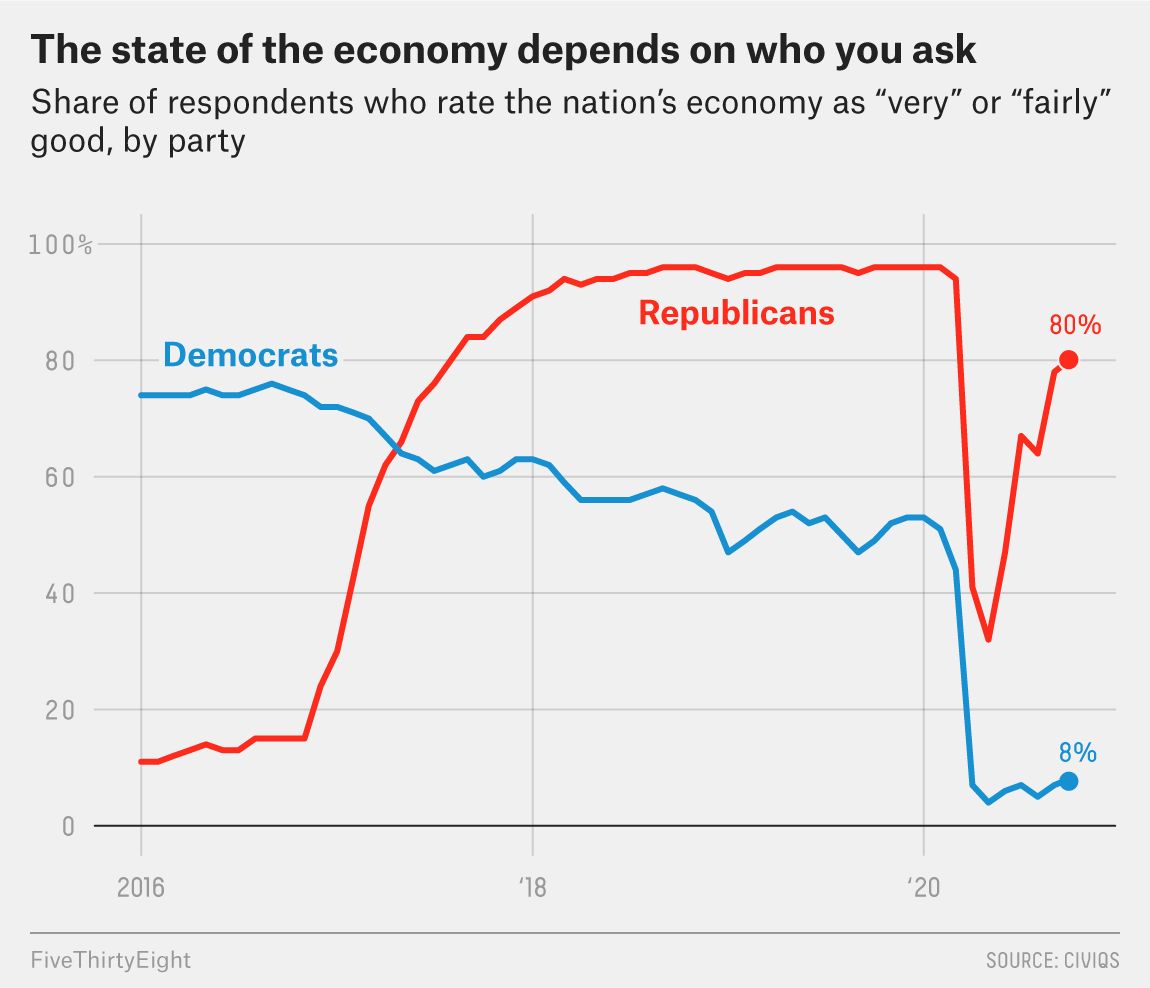 The state of the economy depends on who you ask
Share of respondents who rate the nation’s economy as “very” or “fairly”
good, by party
100%
80
60
40
20
0
Democrats
Republicans
80%
8%
2016
‘18
‘20
FiveThirtyEight
SOURCE: CIVIQS